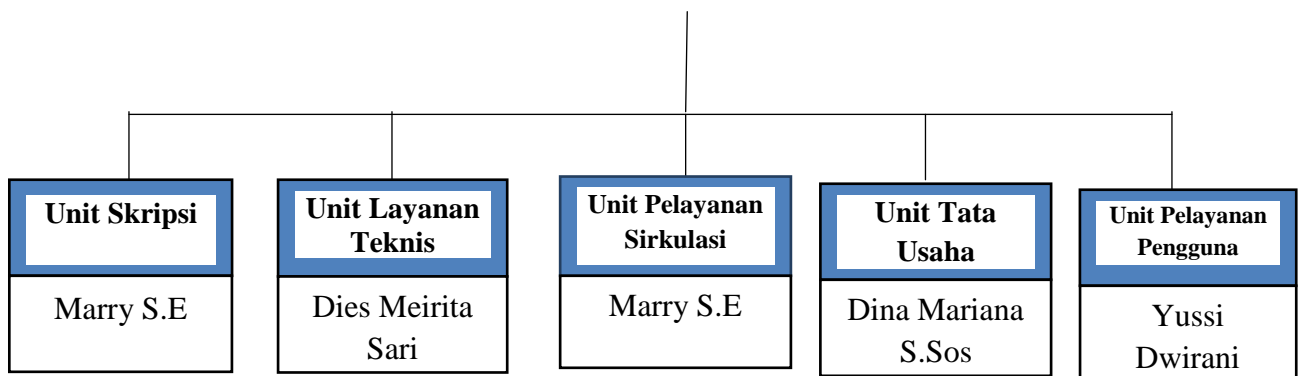 Unit Skripsi
Marry S.E
Unit Layanan
Teknis
Dies Meirita
Sari
Unit Pelayanan
Sirkulasi
Marry S.E
Unit Tata
Usaha
Dina Mariana
S.Sos
Unit Pelayanan
Pengguna
Yussi
Dwirani